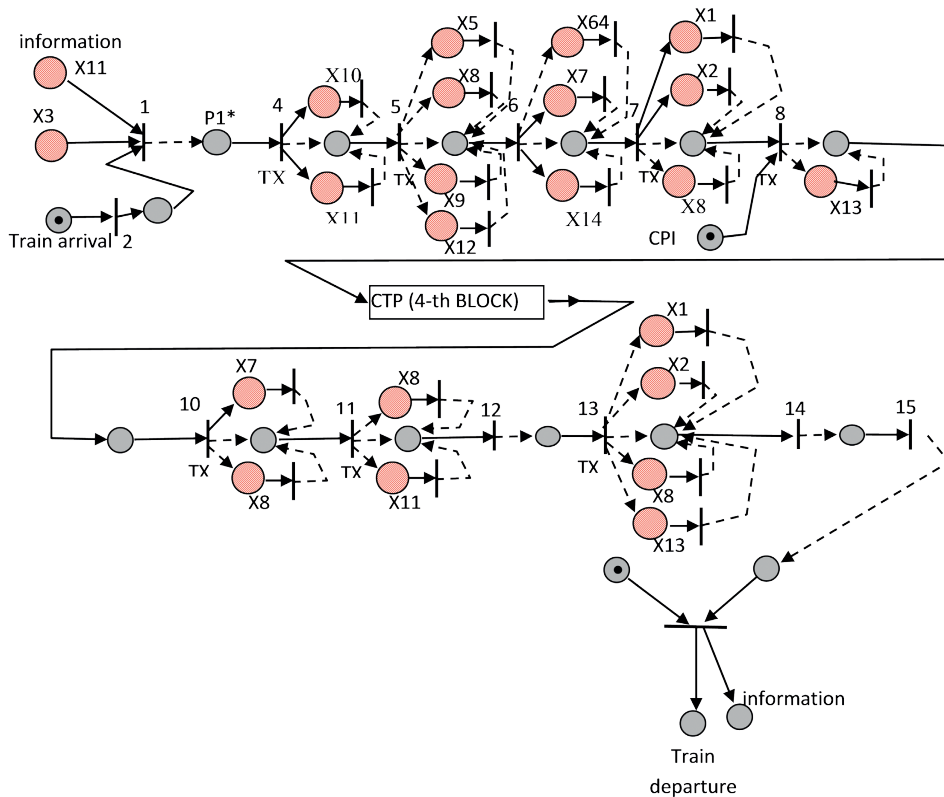 information
X11
X3
1
P1*
Train arrival 2
4
TX
X10
X11
5
TX
X5
X8
X9
X12
6
X64
X7
X14
7
TX
X1
X2
X8
8
TX
CPI
X13
CTP (4-th BLOCK)
10
TX
X7
X8
11
TX
X8
X11
12
13
TX
X1
X2
X8
X13
14
15
information
Train
departure